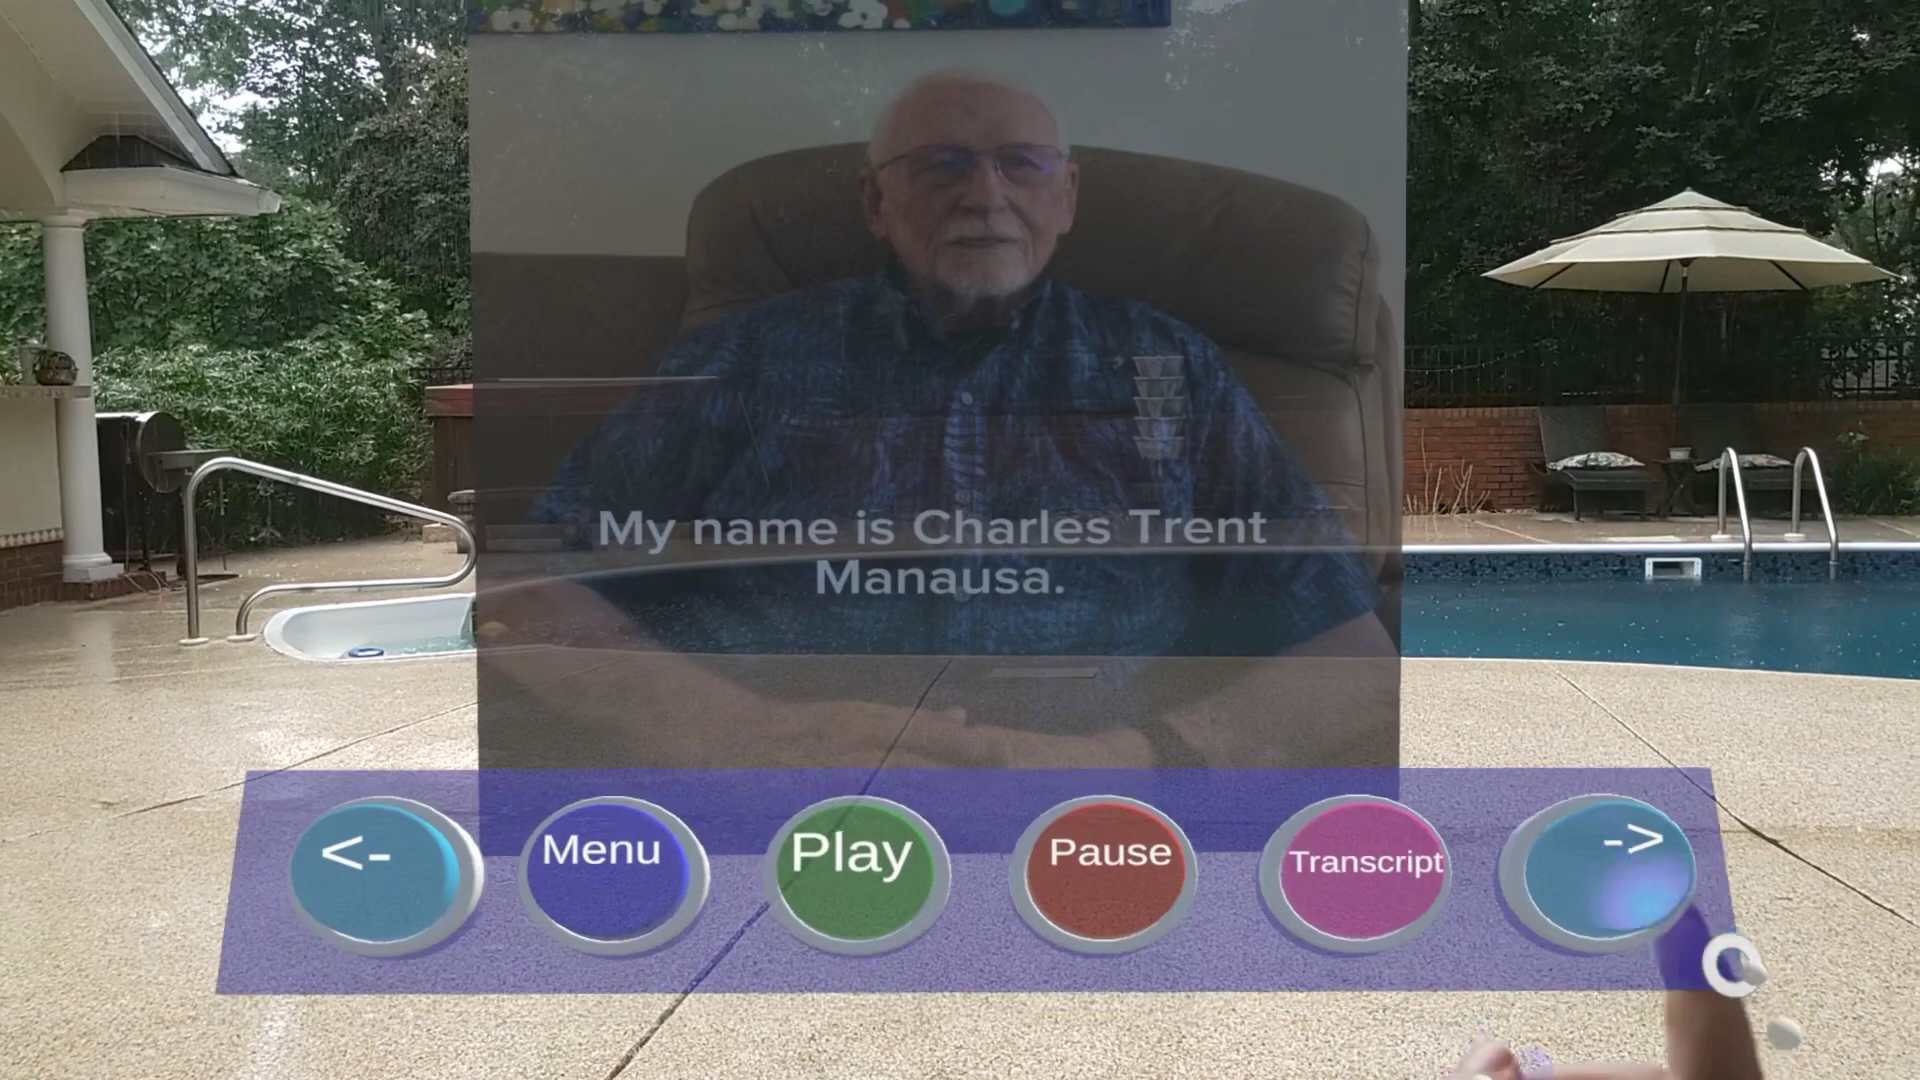 My name is Charles Trent
Manausa.
<-
Menu
Play
Pause
Transcript
->